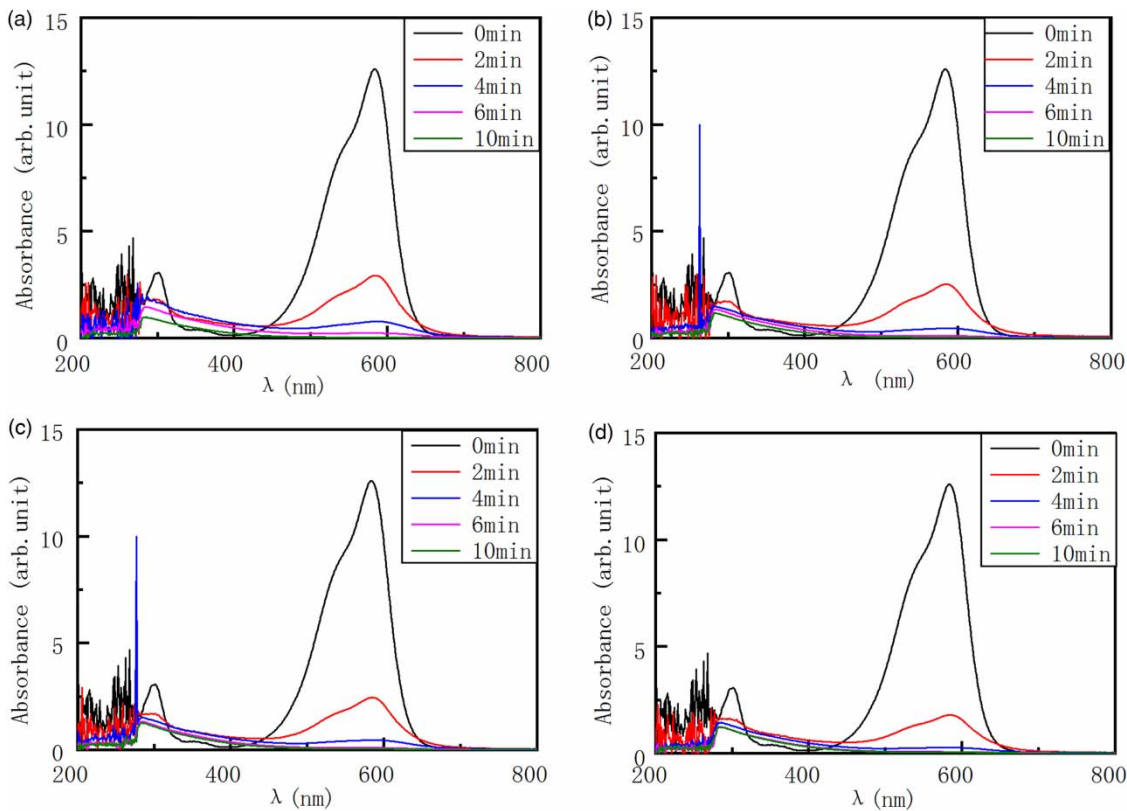 (a)
15
10
5
0
Absorbance (arb.unit)
200 400 600 800
λ (nm)
0min
2min
4min
6min
10min
(b)
15
10
5
0
Absorbance (arb.unit)
200 400 600 800
λ (nm)
0min
2min
4min
6min
10min
(c)
15
10
5
0
Absorbance (arb.unit)
200 400 600 800
λ (nm)
0min
2min
4min
6min
10min
(d)
15
10
5
0
Absorbance (arb.unit)
200 400 600 800
λ (nm)
0min
2min
4min
6min
10min